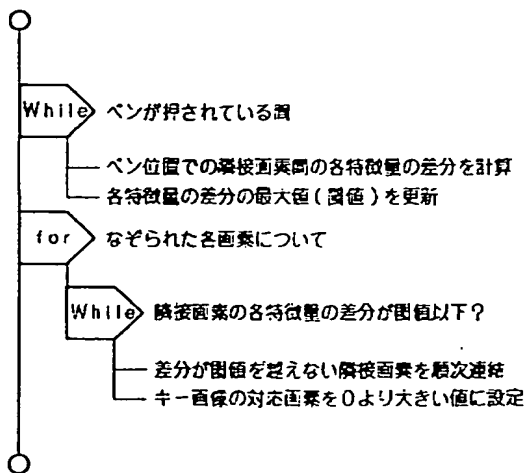 While ペンが押されている間
ペン位置での隣接画素間の各特徴量の差分を計算
各特徴量の差分の最大値(閾値)を更新
for なぞられた各画素について
While 隣接画素の各特徴量の差分が閾値以下?
差分が閾値を越えない隣接画素を順次連結
キー画像の対応画素を0より大きい値に設定